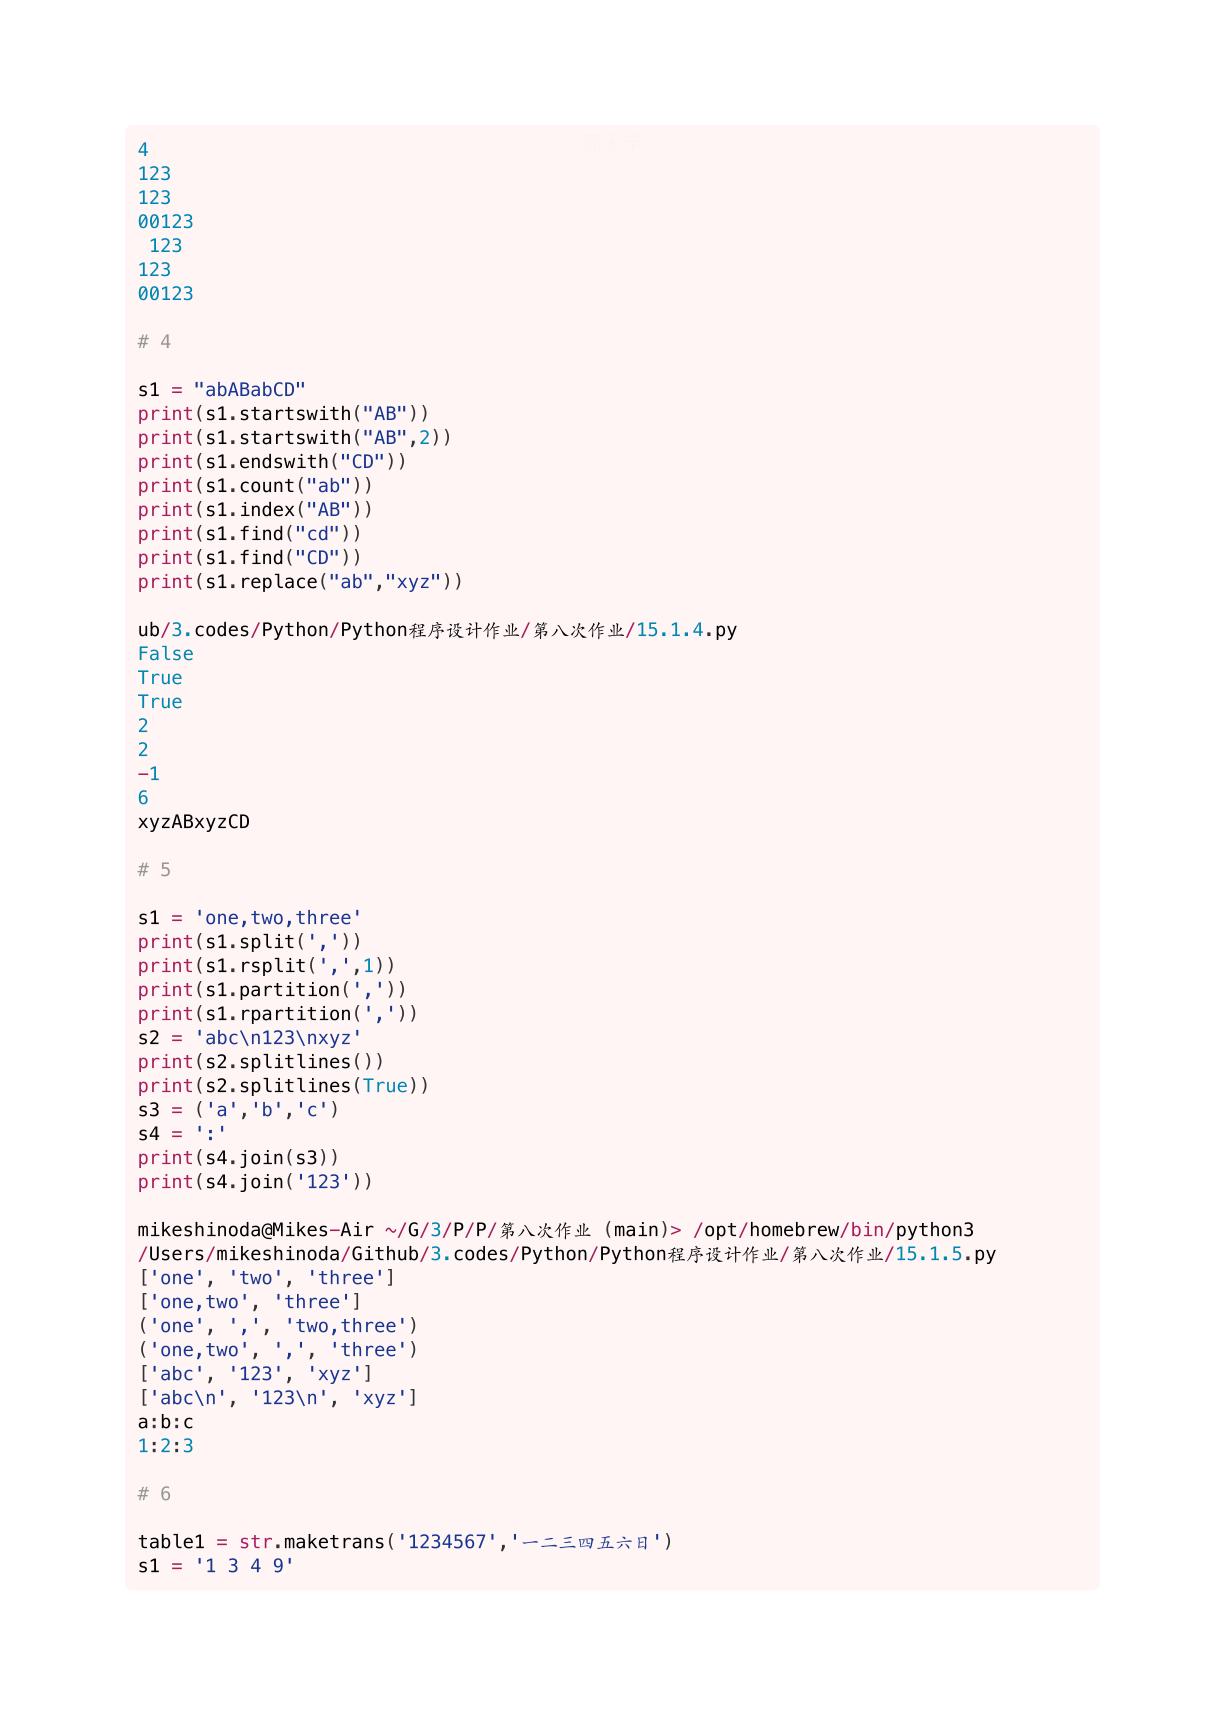 4
123
123
00123
 123
123
00123
# 4
s1 = "abABabCD"
print(s1.startswith("AB"))
print(s1.startswith("AB",2))
print(s1.endswith("CD"))
print(s1.count("ab"))
print(s1.index("AB"))
print(s1.find("cd"))
print(s1.find("CD"))
print(s1.replace("ab","xyz"))
ub/3.codes/Python/Python程序设计作业/第八次作业/15.1.4.py
False
True
True
2
2
-1
6
xyzABxyzCD
# 5
s1 = 'one,two,three'
print(s1.split(','))
print(s1.rsplit(',',1))
print(s1.partition(','))
print(s1.rpartition(','))
s2 = 'abc\n123\nxyz'
print(s2.splitlines())
print(s2.splitlines(True))
s3 = ('a','b','c')
s4 = ':'
print(s4.join(s3))
print(s4.join('123'))
mikeshinoda@Mikes-Air ~/G/3/P/P/第八次作业 (main)> /opt/homebrew/bin/python3
/Users/mikeshinoda/Github/3.codes/Python/Python程序设计作业/第八次作业/15.1.5.py
['one', 'two', 'three']
['one,two', 'three']
('one', ',', 'two,three')
('one,two', ',', 'three')
['abc', '123', 'xyz']
['abc\n', '123\n', 'xyz']
a:b:c
1:2:3
# 6
table1 = str.maketrans('1234567','一二三四五六日')
s1 = '1 3 4 9'